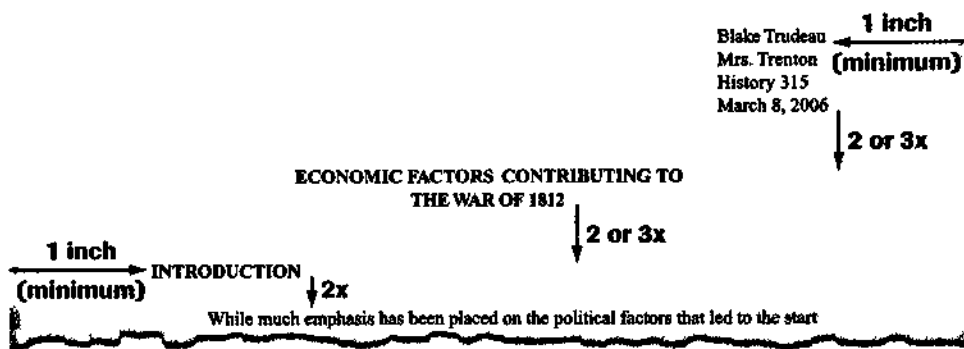 Blake Trudeau
Mrs. Trenton
History 315
March 8, 2006
1 inch
(minimum)
2 or 3x
ECONOMIC FACTORS CONTRIBUTING TO
THE WAR OF 1812
2 or 3x
1 inch
(minimum)
INTRODUCTION
2x
While much emphasis has been placed on the political factors that led to the start